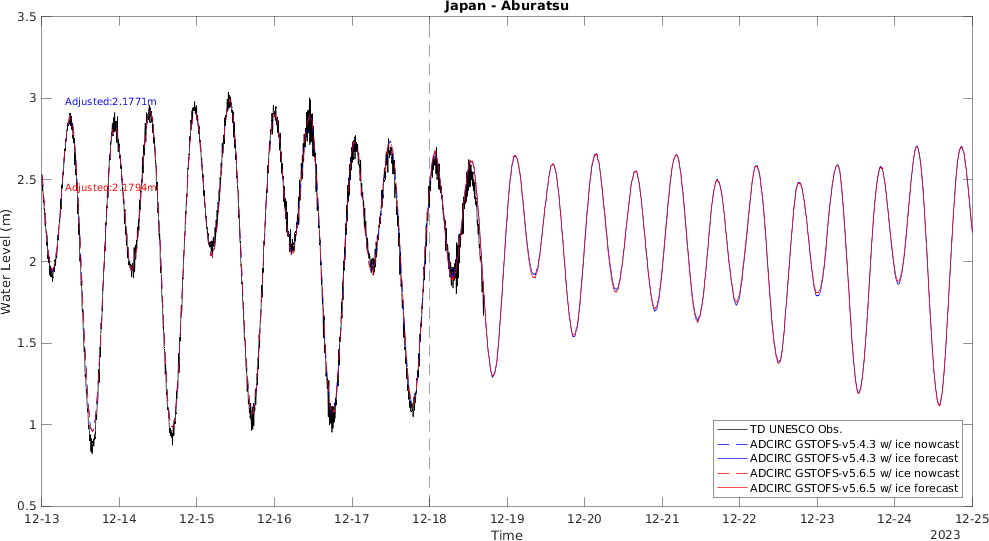 Japan - Aburatsu
3.5
3
2.5
2
1.5
1
0.5
Water Level (m)
Adjusted:2.1771m
Adjusted:2.1794m
TD UNESCO Obs.
ADCIRC GSTOFS-v5.4.3 w/ ice nowcast
ADCIRC GSTOFS-v5.4.3 w/ ice forecast
ADCIRC GSTOFS-v5.6.5 w/ ice nowcast
ADCIRC GSTOFS-v5.6.5 w/ ice forecast
12-13 12-14 12-15 12-16 12-17 12-18 12-19 12-20 12-21 12-22 12-23 12-24 12-25
Time
2023